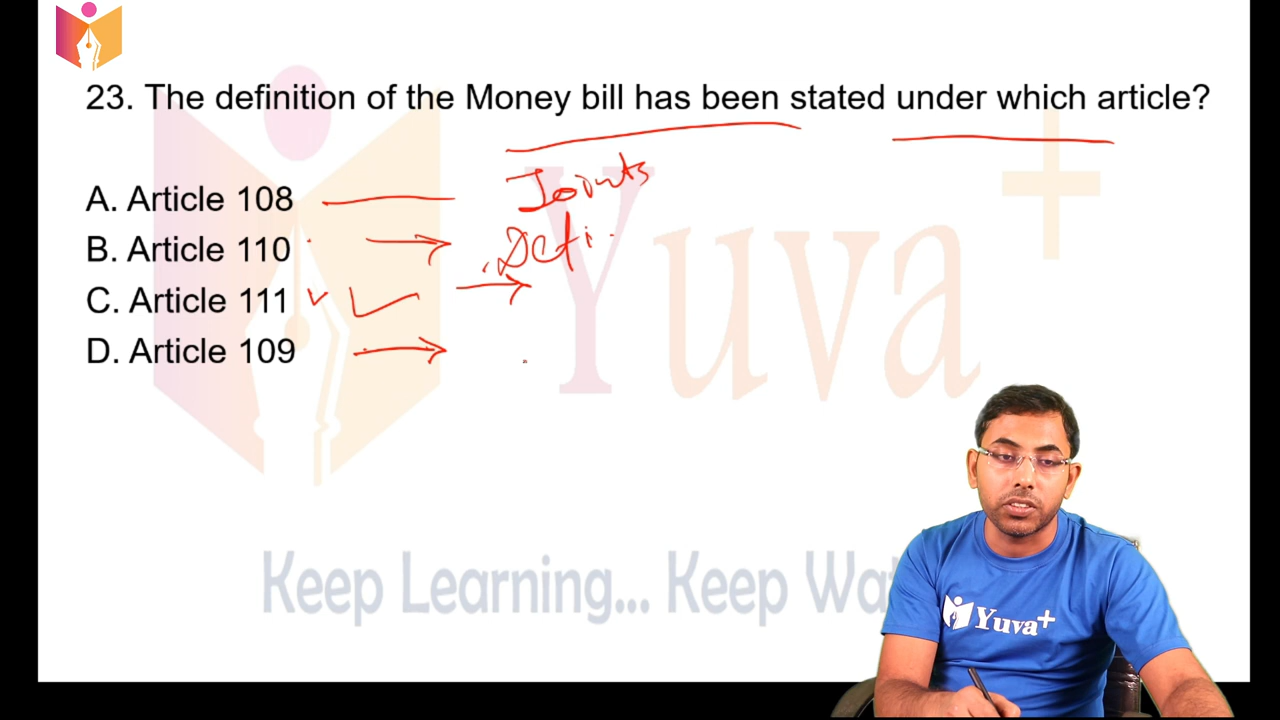 23. The definition of the Money bill has been stated under which article?
A. Article 108
Joints
B. Article 110
Defi.
C. Article 111
D. Article 109
Yuva+
Keep Learning... Keep Wat
Yuva+